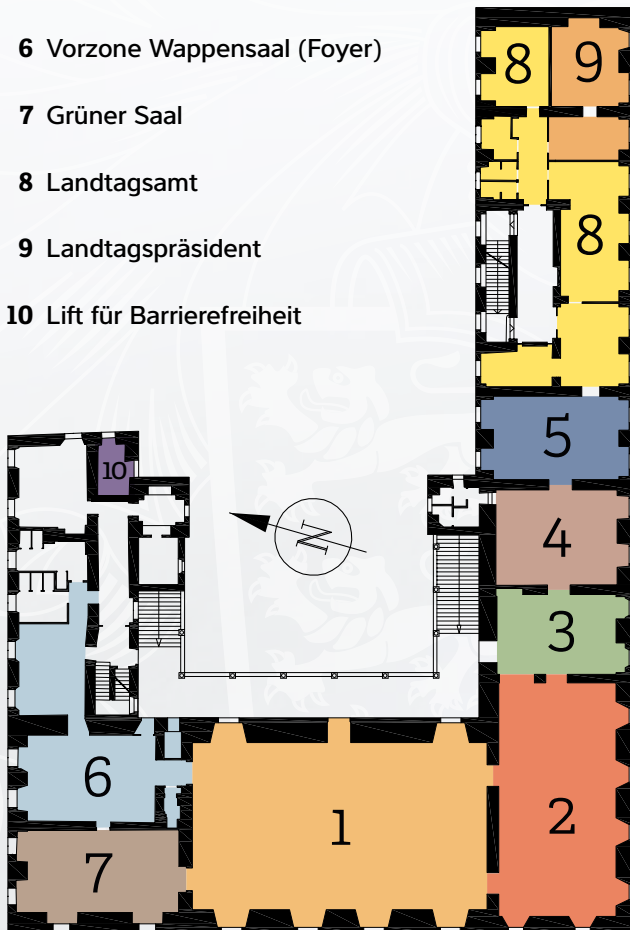 6 Vorzone Wappensaal (Foyer)
7 Grüner Saal
8 Landtagsamt
9 Landtagspräsident
10 Lift für Barrierefreiheit
8
9
8
5
10
N
4
3
6
1
2
7